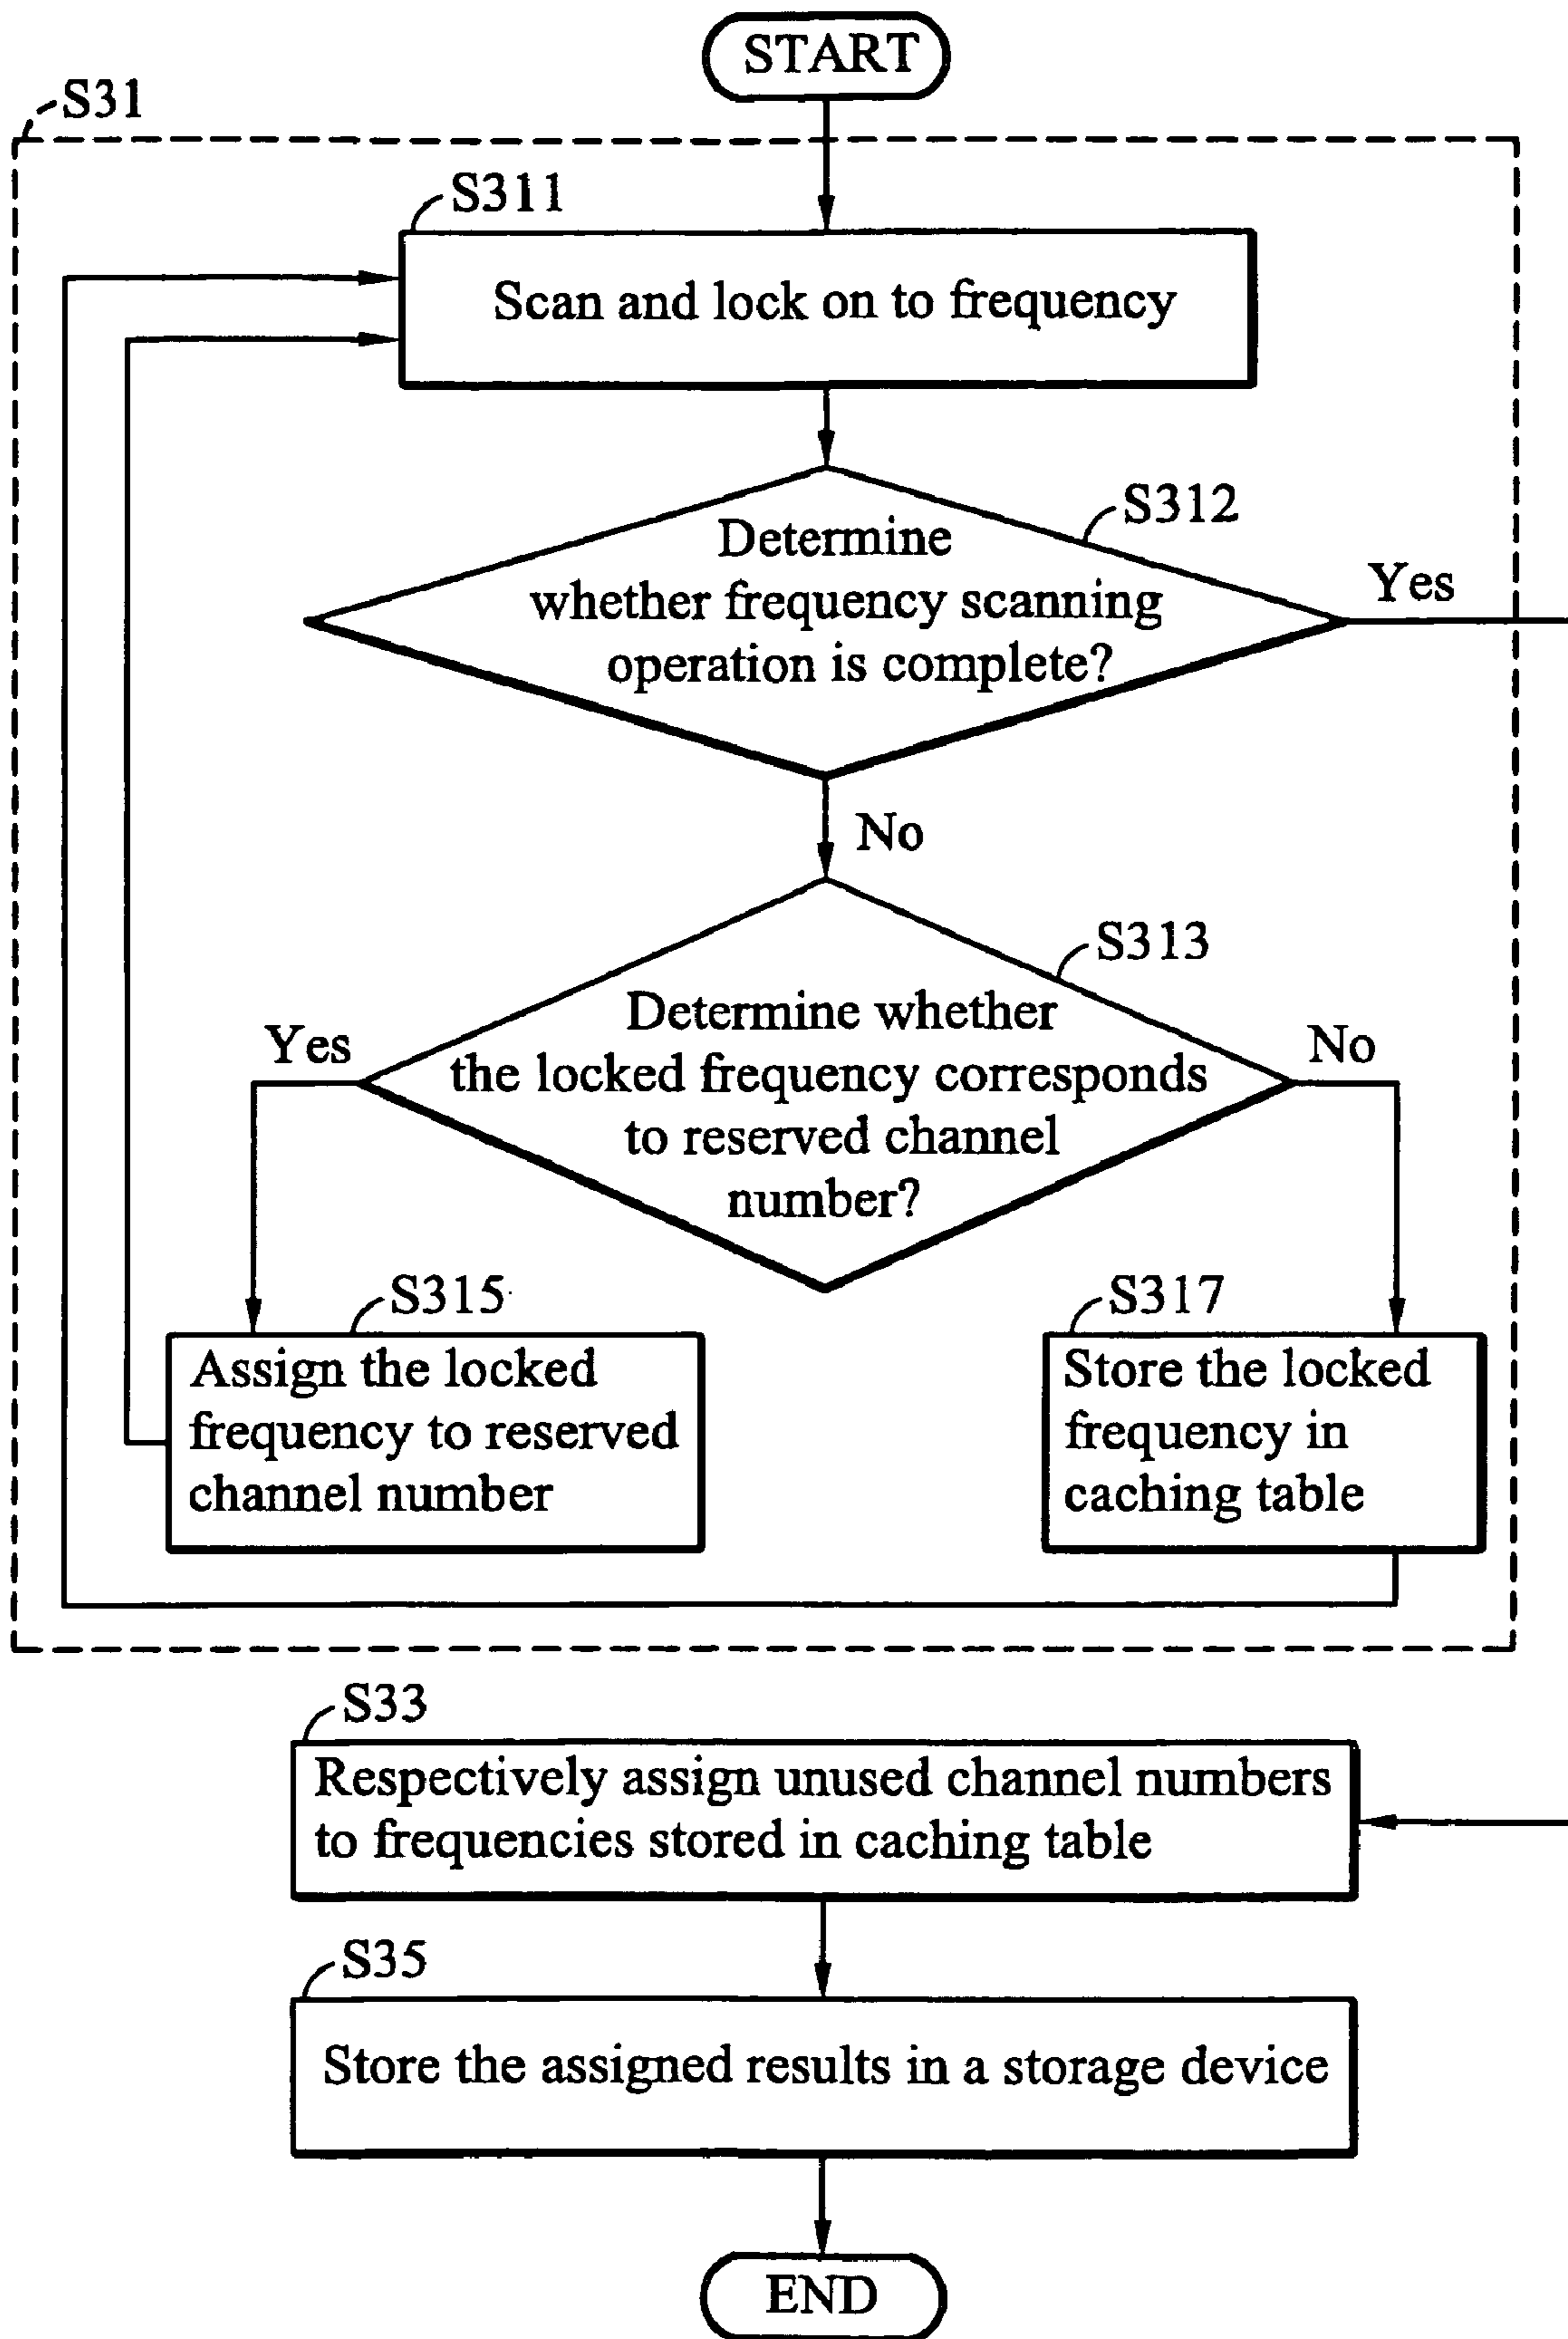 START
S31
S311
Scan and lock on to frequency
S312
Determine
whether frequency scanning
operation is complete?
Yes
No
S313
Determine whether
the locked frequency corresponds
to reserved channel
number?
Yes
No
S315
Assign the locked
frequency to reserved
channel number
S317
Store the locked
frequency in
caching table
S33
Respectively assign unused channel numbers
to frequencies stored in caching table
S35
Store the assigned results in a storage device
END